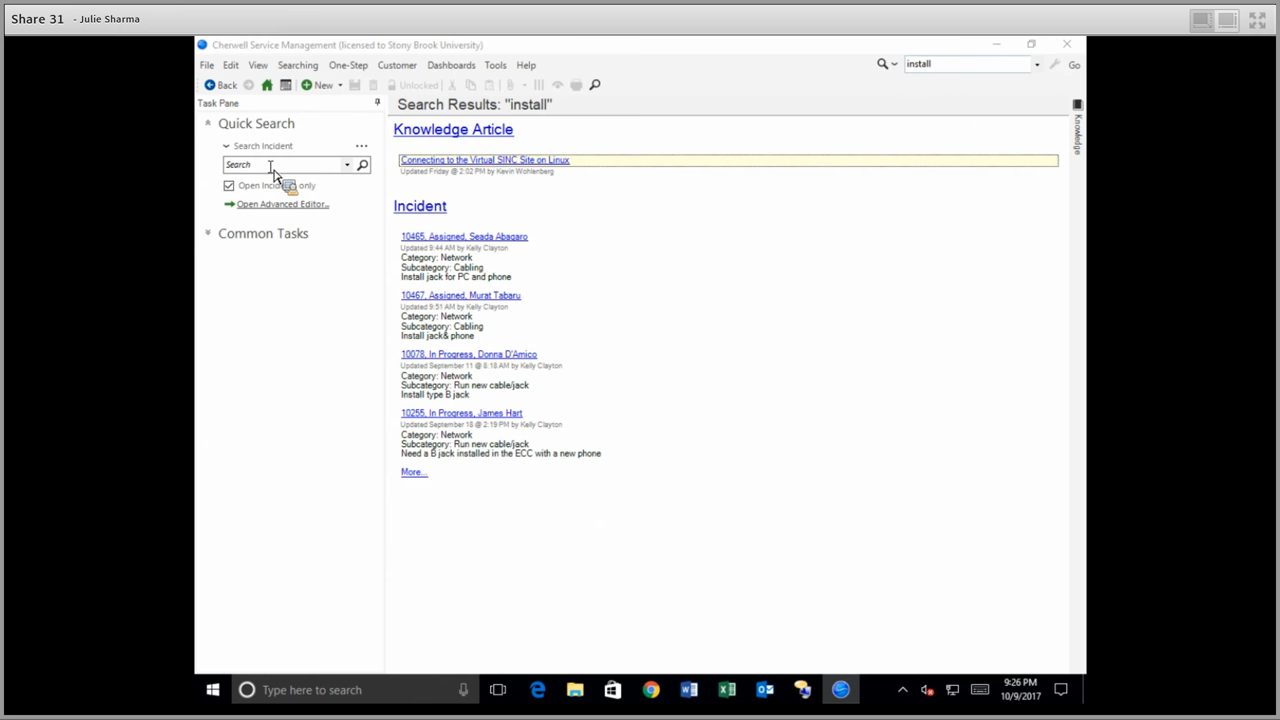 Share 31 - Julie Sharma
Cherwell Service Management (licensed to Stony Brook University)
File Edit View Searching One-Step Customer Dashboards Tools Help
install
Go
Back
New
Unlocked
Task Pane
Search Results: "install"
Quick Search
Search Incident
Search
Open Inci only
Open Advanced Editor...
Common Tasks
Knowledge Article
Connecting to the Virtual SINC Site on Linux
Updated Friday @ 2:02 PM by Kevin Wohlenberg
Incident
10465, Assigned, Seada Abagaro
Updated 9:44 AM by Kelly Clayton
Category: Network
Subcategory: Cabling
Install jack for PC and phone
10467, Assigned, Murat Tabaru
Updated 9:51 AM by Kelly Clayton
Category: Network
Subcategory: Cabling
Install jack& phone
10078, In Progress, Donna D'Amico
Updated September 11 @ 8:18 AM by Kelly Clayton
Category: Network
Subcategory: Run new cable/jack
Install type B jack
10255, In Progress, James Hart
Updated September 18 @ 2:19 PM by Kelly Clayton
Category: Network
Subcategory: Run new cable/jack
Need a B jack installed in the ECC with a new phone
More...
Knowledge
Type here to search
9:26 PM
10/9/2017